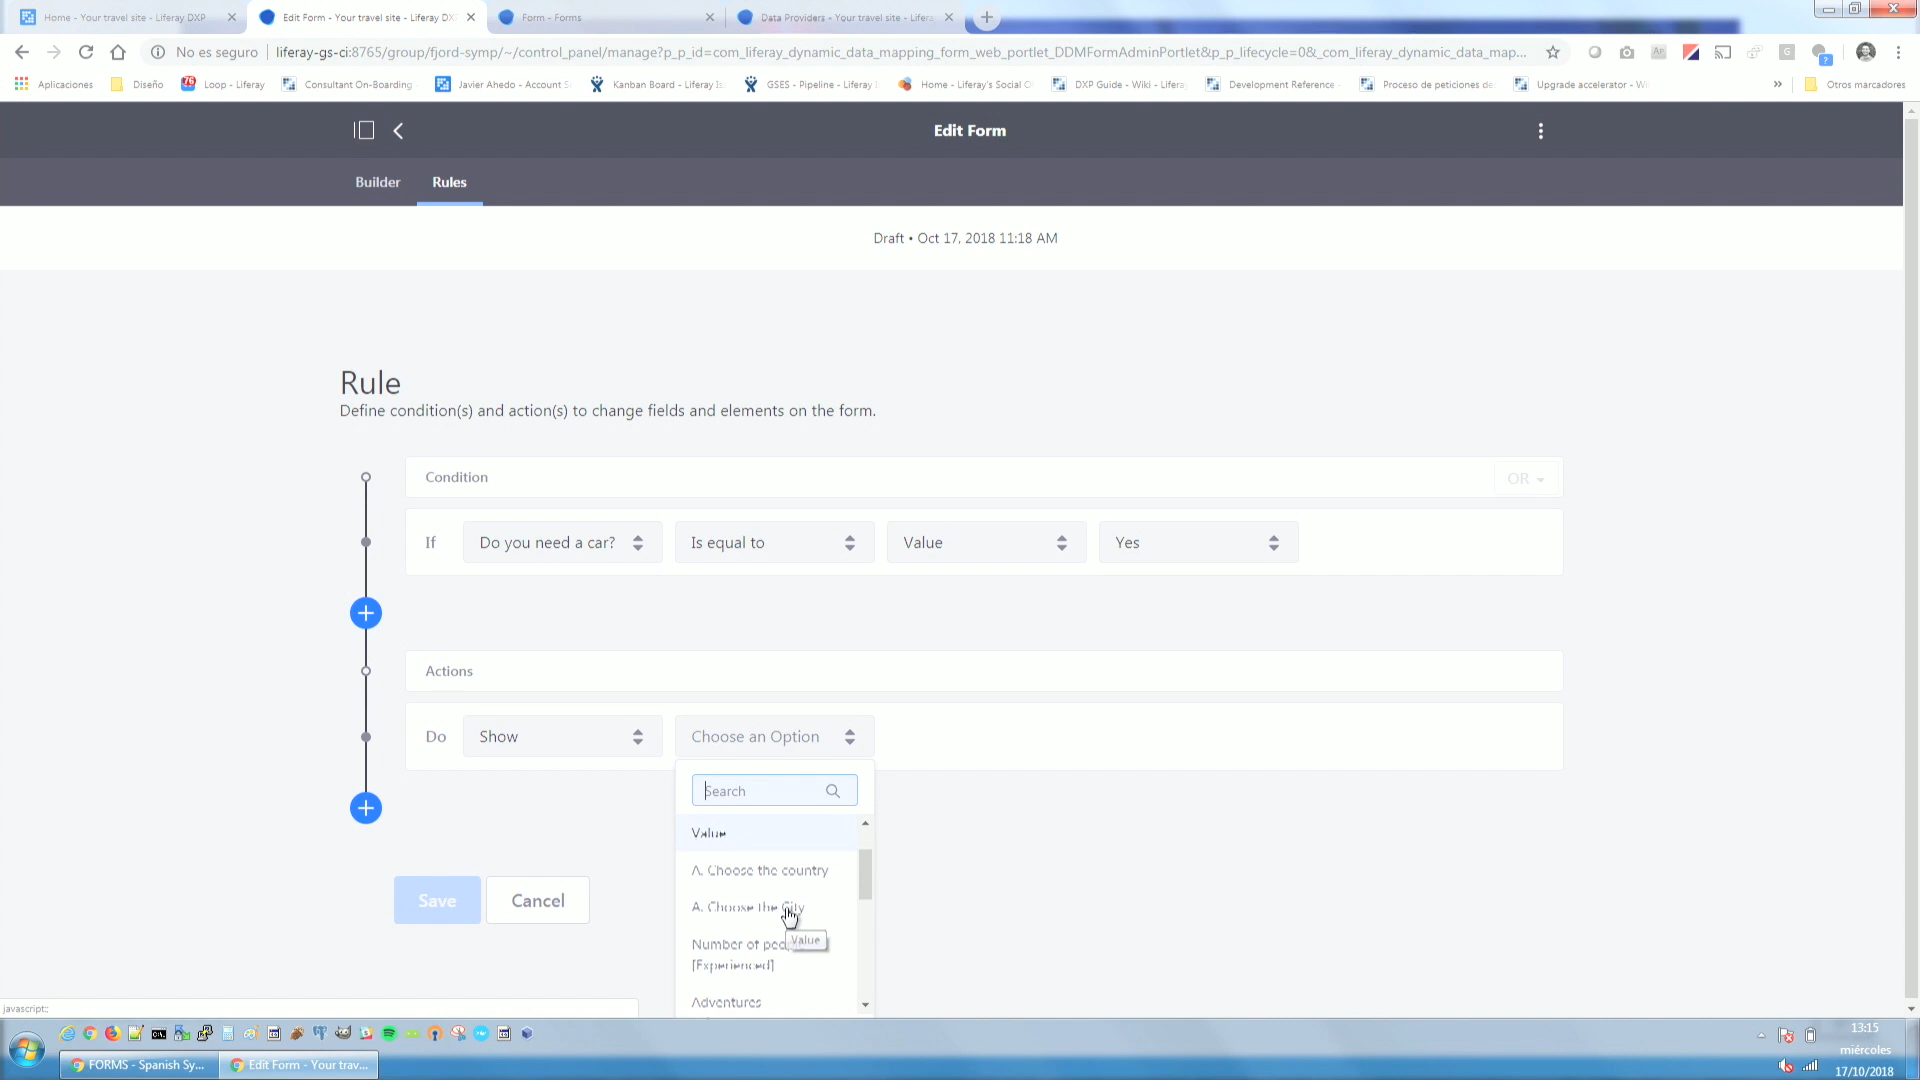 Home - Your travel site - Liferay DXP
Edit Form - Your travel site - Liferay DX
Form - Forms
Data Providers - Your travel site - Lifera
No es seguro
liferay-gs-ci:8765/group/fjord-symp/~/control_panel/manage?p_p_id=com_liferay_dynamic_data_mapping_form_web_portlet_DDMFormAdminPortlet&p_p_lifecycle=0&_com_liferay_dynamic_data_map...
Aplicaciones
Diseño
76
Loop - Liferay
Consultant On-Boarding
Javier Ahedo - Account S
Kanban Board - Liferay Is
GSES - Pipeline - Liferay I
Home - Liferay's Social O
DXP Guide - Wiki - Lifera
Development Reference -
Proceso de peticiones de
Upgrade accelerator - Wi
»
Otros marcadores
Edit Form
Builder
Rules
Draft • Oct 17, 2018 11:18 AM
Rule
Define condition(s) and action(s) to change fields and elements on the form.
Condition
OR
If
Do you need a car?
Is equal to
Value
Yes
Actions
Do
Show
Choose an Option
Search
Value
A. Choose the country
A. Choose the City
Value
Number of
[Experienced]
Adventures
Save
Cancel
javascript:;
13:15
miércoles
17/10/2018
FORMS - Spanish Sy...
Edit Form - Your trav...